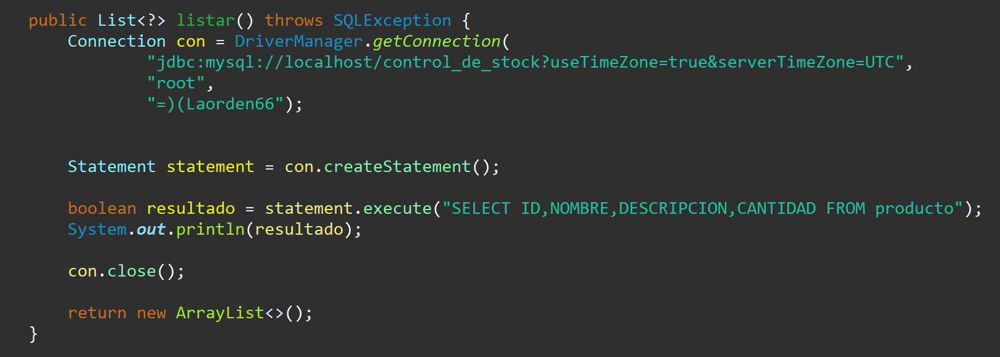 public List<?> listar() throws SQLException {
Connection con = DriverManager.getConnection(
"jdbc:mysql://localhost/control_de_stock?useTimeZone=true&serverTimeZone=UTC",
"root",
"=)(Laorden66");
Statement statement = con.createStatement();
boolean resultado = statement.execute("SELECT ID,NOMBRE,DESCRIPCION,CANTIDAD FROM producto");
System.out.println(resultado);
con.close();
return new ArrayList<>();
}